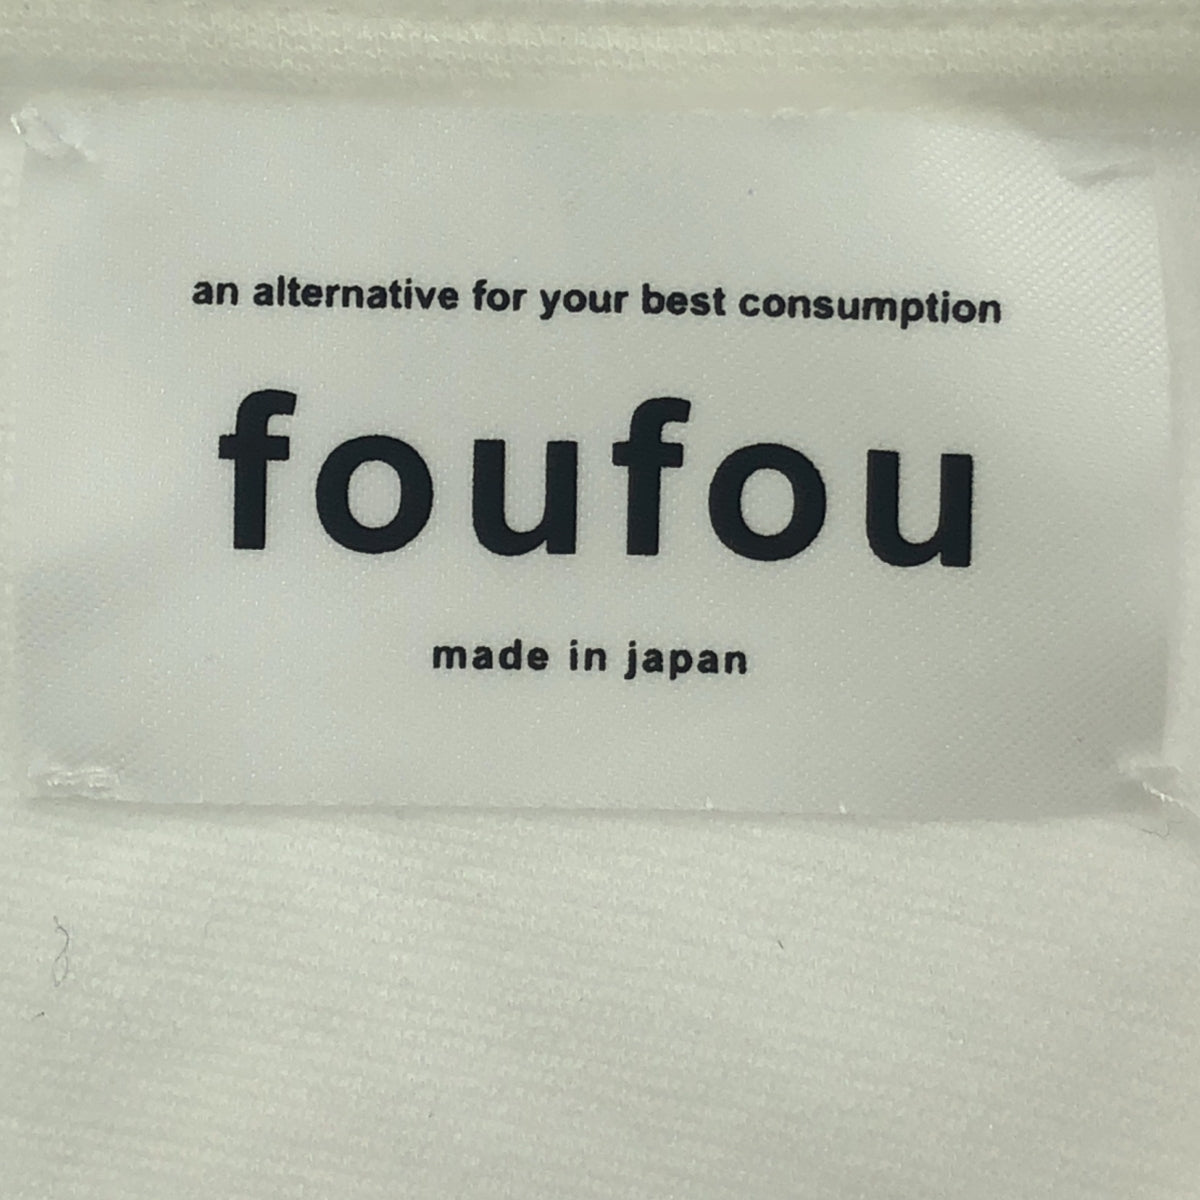 an alternative for your best consumption
foufou
made in japan